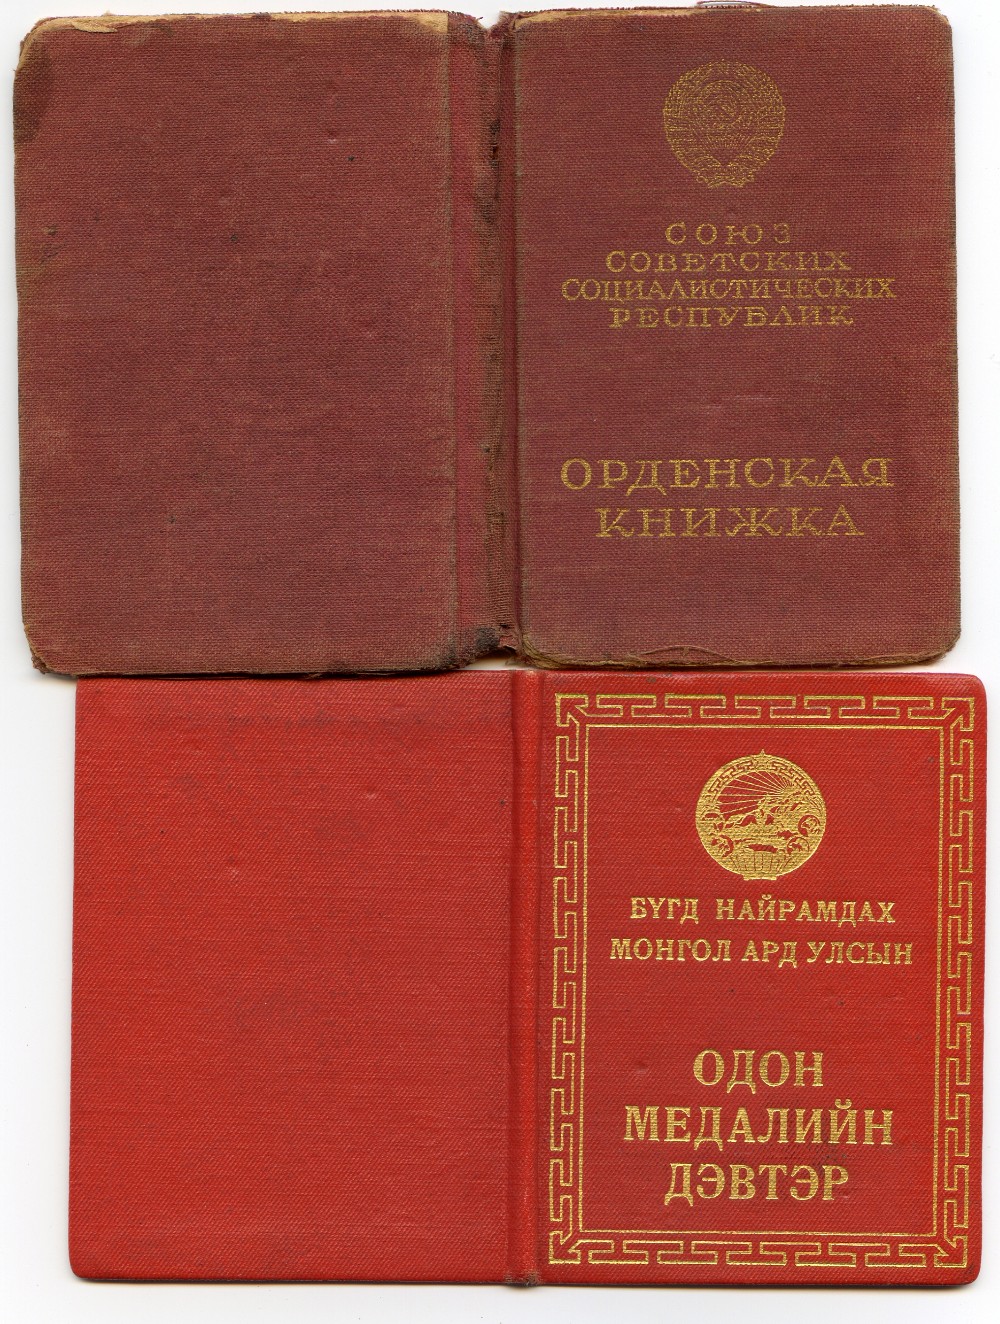 СОЮЗ
СОВЕТСКИХ
СОЦИАЛИСТИЧЕСКИХ
РЕСПУБЛИК
ОРДЕНСКАЯ
КНИЖКА
БҮГД НАЙРАМДАХ
МОНГОЛ АРД УЛСЫН
ОДОН
МЕДАЛИЙН
ДЭВТЭР